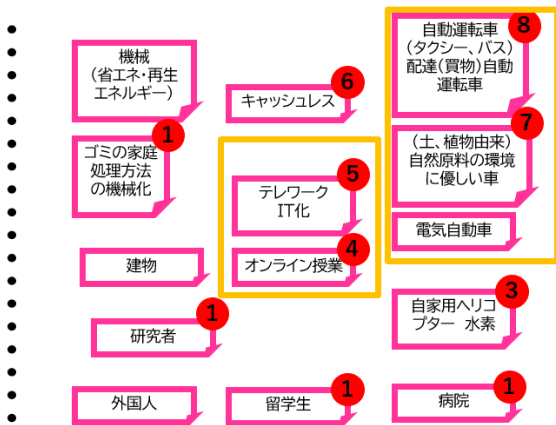 機械
（省エネ・再生
エネルギー）
1
ゴミの家庭
処理方法
の機械化
建物
1
研究者
外国人
6
キャッシュレス
5
テレワーク
IT化
4
オンライン授業
1
留学生
8
自動運転車
（タクシー、バス）
配達(買物)自動
運転車
7
（土、植物由来）
自然原料の環境
に優しい車
電気自動車
3
自家用ヘリコ
プター　水素
1
病院